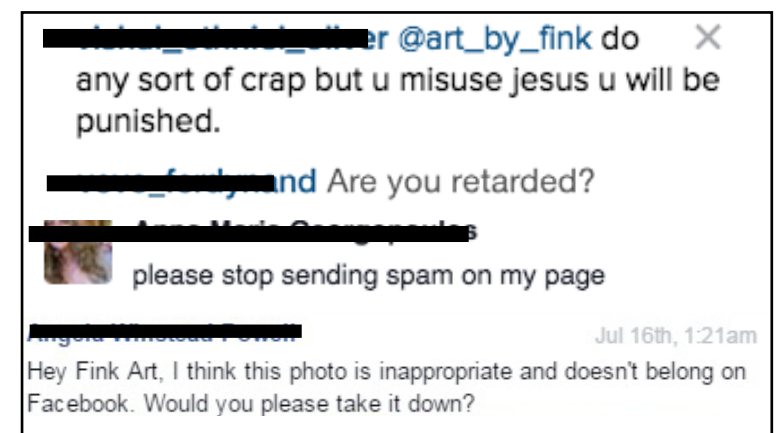 er @art_by_fink do
any sort of crap but u misuse jesus u will be
punished.
nd Are you retarded?
s
please stop sending spam on my page
Jul 16th, 1:21am
Hey Fink Art, I think this photo is inappropriate and doesn't belong on
Facebook. Would you please take it down?